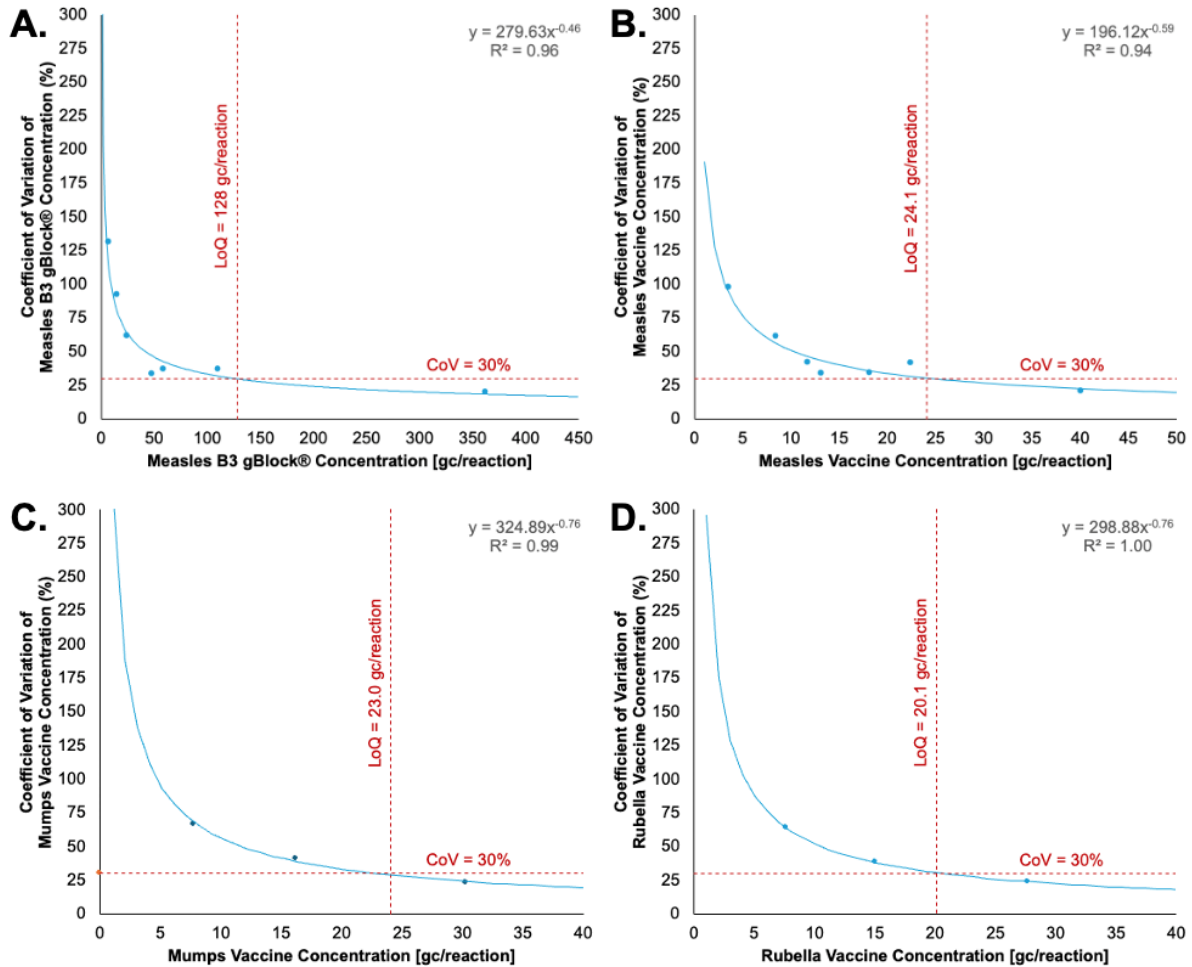 A.
y = 279.63x^-0.46
R² = 0.96
Coefficient of Variation of
Measles B3 gBlock® Concentration (%)
300
275
250
225
200
175
150
125
100
75
50
25
0
LoQ = 128 gc/reaction
CoV = 30%
0 50 100 150 200 250 300 350 400 450
Measles B3 gBlock® Concentration [gc/reaction]
B.
y = 196.12x^-0.59
R² = 0.94
Coefficient of Variation of
Measles Vaccine Concentration (%)
300
275
250
225
200
175
150
125
100
75
50
25
0
LoQ = 24.1 gc/reaction
CoV = 30%
0 5 10 15 20 25 30 35 40 45 50
Measles Vaccine Concentration [gc/reaction]
C.
y = 324.89x^-0.76
R² = 0.99
Coefficient of Variation of
Mumps Vaccine Concentration (%)
300
275
250
225
200
175
150
125
100
75
50
25
0
LoQ = 23.0 gc/reaction
CoV = 30%
0 5 10 15 20 25 30 35 40
Mumps Vaccine Concentration [gc/reaction]
D.
y = 298.88x^-0.76
R² = 1.00
Coefficient of Variation of
Rubella Vaccine Concentration (%)
300
275
250
225
200
175
150
125
100
75
50
25
0
LoQ = 20.1 gc/reaction
CoV = 30%
0 5 10 15 20 25 30 35 40
Rubella Vaccine Concentration [gc/reaction]